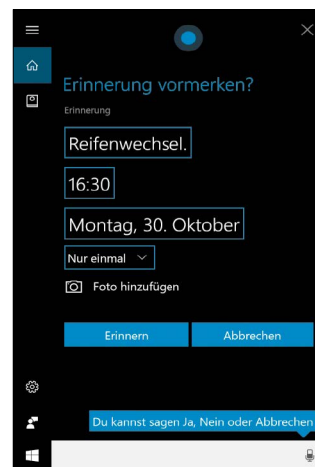 Erinnerung vormerken?
Erinnerung
Reifenwechsel.
16:30
Montag, 30. Oktober
Nur einmal
Foto hinzufügen
Erinnern Abbrechen
Du kannst sagen Ja, Nein oder Abbrechen